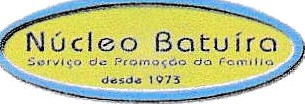 Núcleo Batuíra
Serviço de Promoção da Família
desde 1973